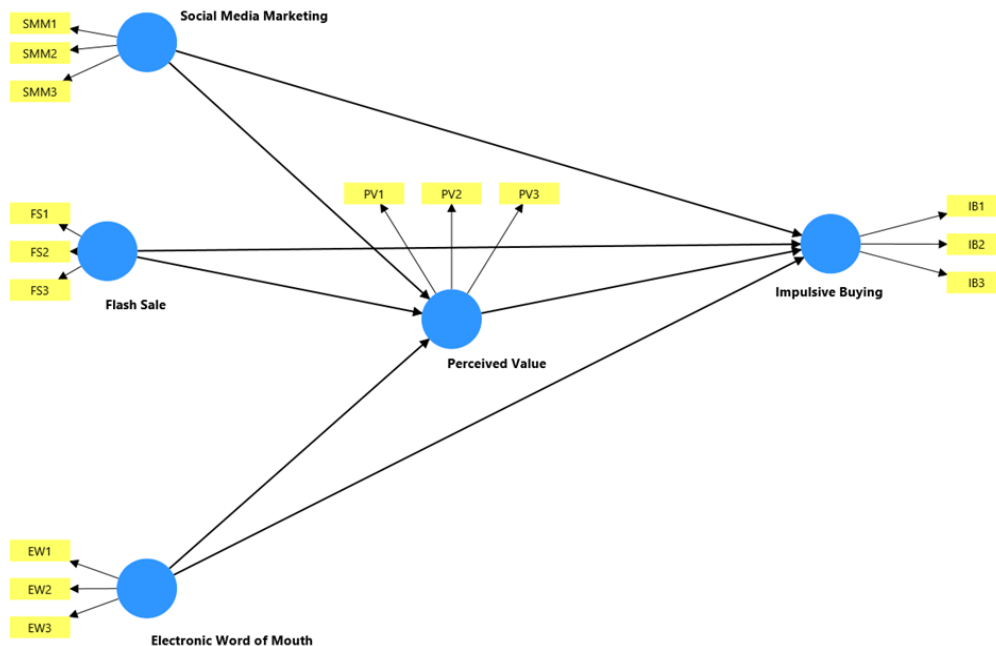 Social Media Marketing
SMM1
SMM2
SMM3
PV1
PV2
PV3
FS1
FS2
FS3
Flash Sale
IB1
IB2
IB3
Impulsive Buying
Perceived Value
EW1
EW2
EW3
Electronic Word of Mouth